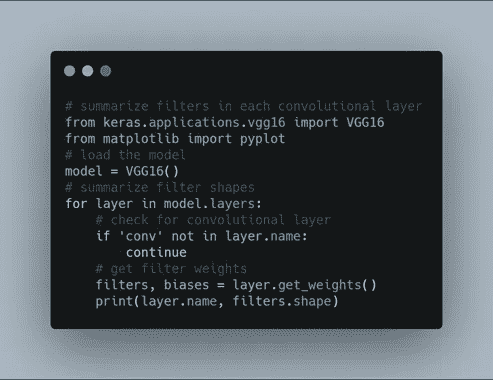 # summarize filters in each convolutional layer
from keras.applications.vgg16 import VGG16
from matplotlib import pyplot
# load the model
model = VGG16()
# summarize filter shapes
for layer in model.layers:
    # check for convolutional layer
    if 'conv' not in layer.name:
        continue
    # get filter weights
    filters, biases = layer.get_weights()
    print(layer.name, filters.shape)